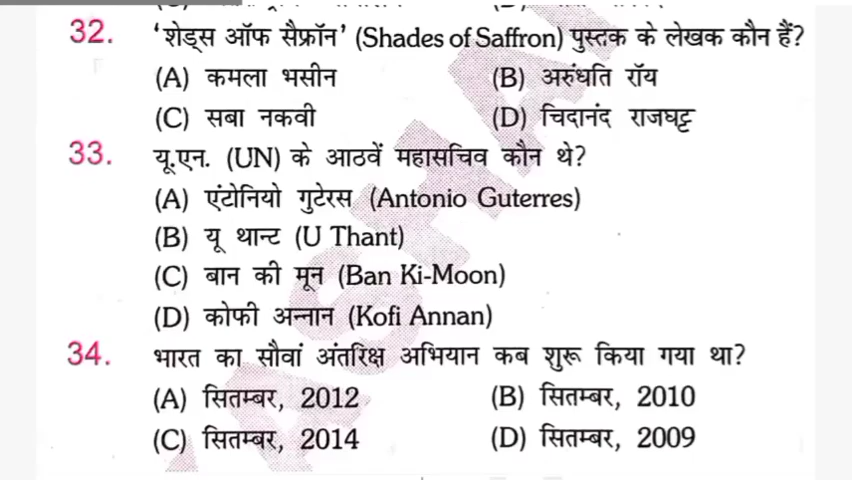 32. 'शेड्स ऑफ सैफ्रॉन' (Shades of Saffron) पुस्तक के लेखक कौन हैं?
(A) कमला भसीन (B) अरुंधति रॉय
(C) सबा नकवी (D) चिदानंद राजघट्ट
33. यू.एन. (UN) के आठवें महासचिव कौन थे?
(A) एंटोनियो गुटेरस (Antonio Guterres)
(B) यू थान्ट (U Thant)
(C) बान की मून (Ban Ki-Moon)
(D) कोफी अन्नान (Kofi Annan)
34. भारत का सौवां अंतरिक्ष अभियान कब शुरू किया गया था?
(A) सितम्बर, 2012 (B) सितम्बर, 2010
(C) सितम्बर, 2014 (D) सितम्बर, 2009